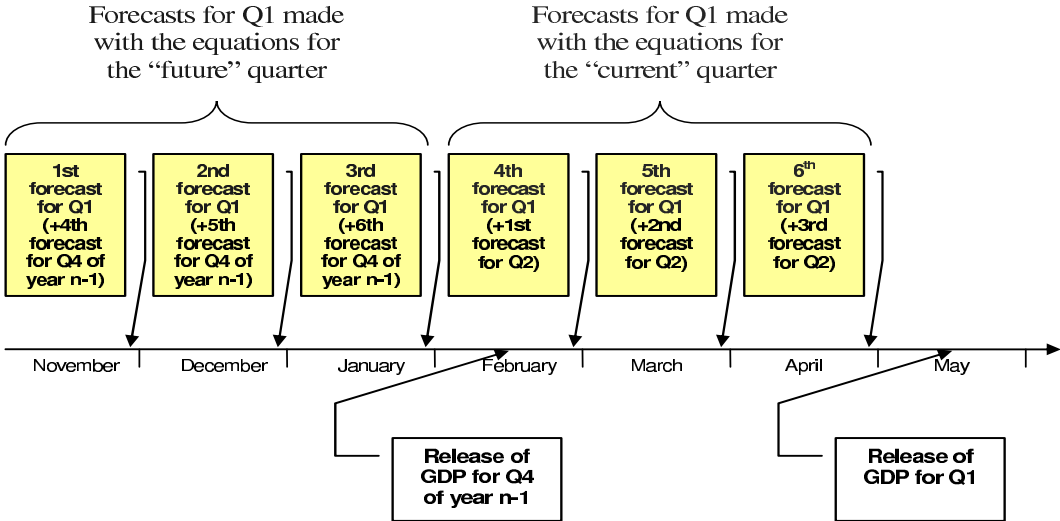 Forecasts for Q1 made
with the equations for
the “future” quarter
Forecasts for Q1 made
with the equations for
the “current” quarter
1st
forecast
for Q1
(+4th
forecast
for Q4 of
year n-1)
2nd
forecast
for Q1
(+5th
forecast
for Q4 of
year n-1)
3rd
forecast
for Q1
(+6th
forecast
for Q4 of
year n-1)
4th
forecast
for Q1
(+1st
forecast
for Q2)
5th
forecast
for Q1
(+2nd
forecast
for Q2)
6th
forecast
for Q1
(+3rd
forecast
for Q2)
November
December
January
February
March
April
May
Release of
GDP for Q4
of year n-1
Release of
GDP for Q1